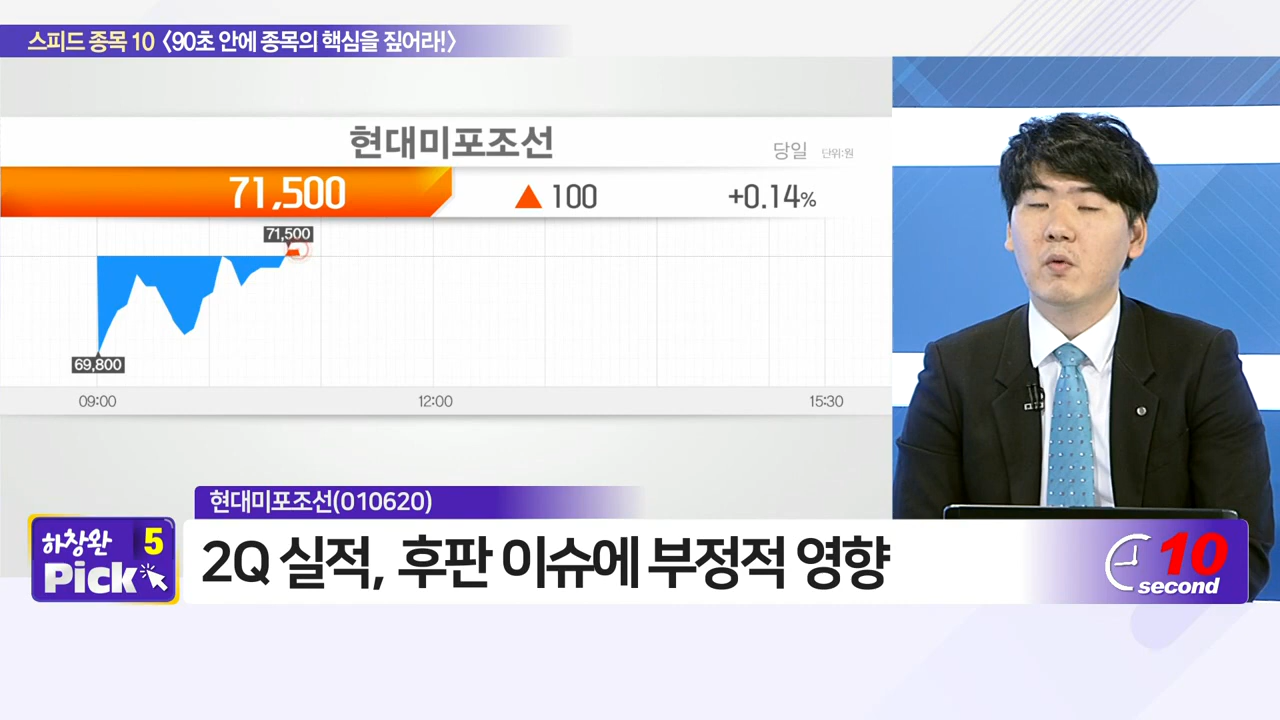 스피드 종목 10 〈90초 안에 종목의 핵심을 짚어라!〉
현대미포조선
당일 단위:원
71,500 ▲100 +0.14%
71,500
69,800
09:00 12:00 15:30
현대미포조선(010620)
하창완 5
Pick
2Q 실적, 후판 이슈에 부정적 영향
10
second